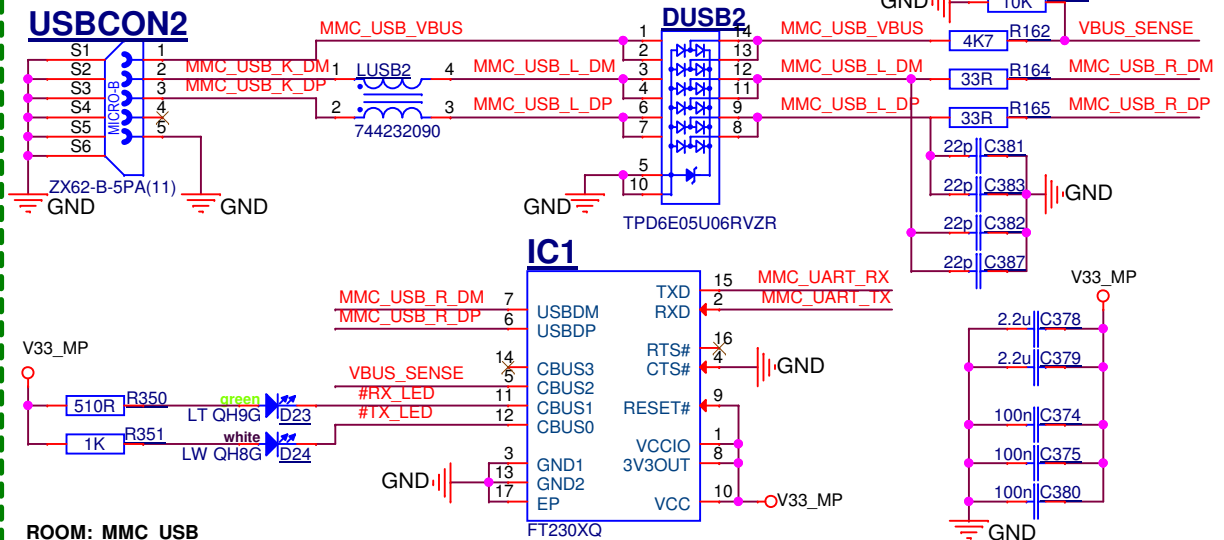 GND
10K
USBCON2
DUSB2
S1
S2
S3
S4
S5
S6
MICRO-B
1
2
3
4
5
MMC_USB_VBUS
MMC_USB_K_DM
MMC_USB_K_DP
1
LUSB2
4
2
3
744232090
MMC_USB_L_DM
MMC_USB_L_DP
1
2
3
4
6
7
5
10
14
13
12
11
9
8
MMC_USB_VBUS
MMC_USB_L_DM
MMC_USB_L_DP
4K7
R162
VBUS_SENSE
33R
R164
MMC_USB_R_DM
33R
R165
MMC_USB_R_DP
22p
C381
22p
C383
GND
22p
C382
22p
C387
ZX62-B-5PA(11)
GND
GND
GND
TPD6E05U06RVZR
IC1
MMC_USB_R_DM
7
USBDM
MMC_USB_R_DP
6
USBDP
14
CBUS3
VBUS_SENSE
5
CBUS2
#RX_LED
11
CBUS1
#TX_LED
12
CBUS0
3
GND1
GND
13
GND2
17
EP
TXD
15
MMC_UART_RX
RXD
2
MMC_UART_TX
RTS#
16
CTS#
4
GND
RESET#
9
VCCIO
1
3V3OUT
8
VCC
10
V33_MP
FT230XQ
V33_MP
510R
R350
green
LT QH9G
D23
1K
R351
white
LW QH8G
D24
V33_MP
2.2u
C378
2.2u
C379
100n
C374
100n
C375
100n
C380
GND
ROOM: MMC USB